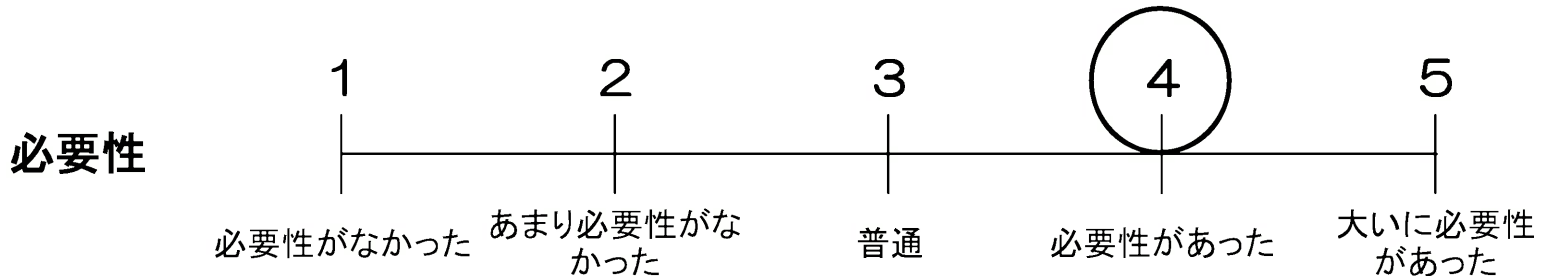 1 2 3 4 5
必要性
必要性がなかった
あまり必要性がな
かった
普通
必要性があった
大いに必要性
があった